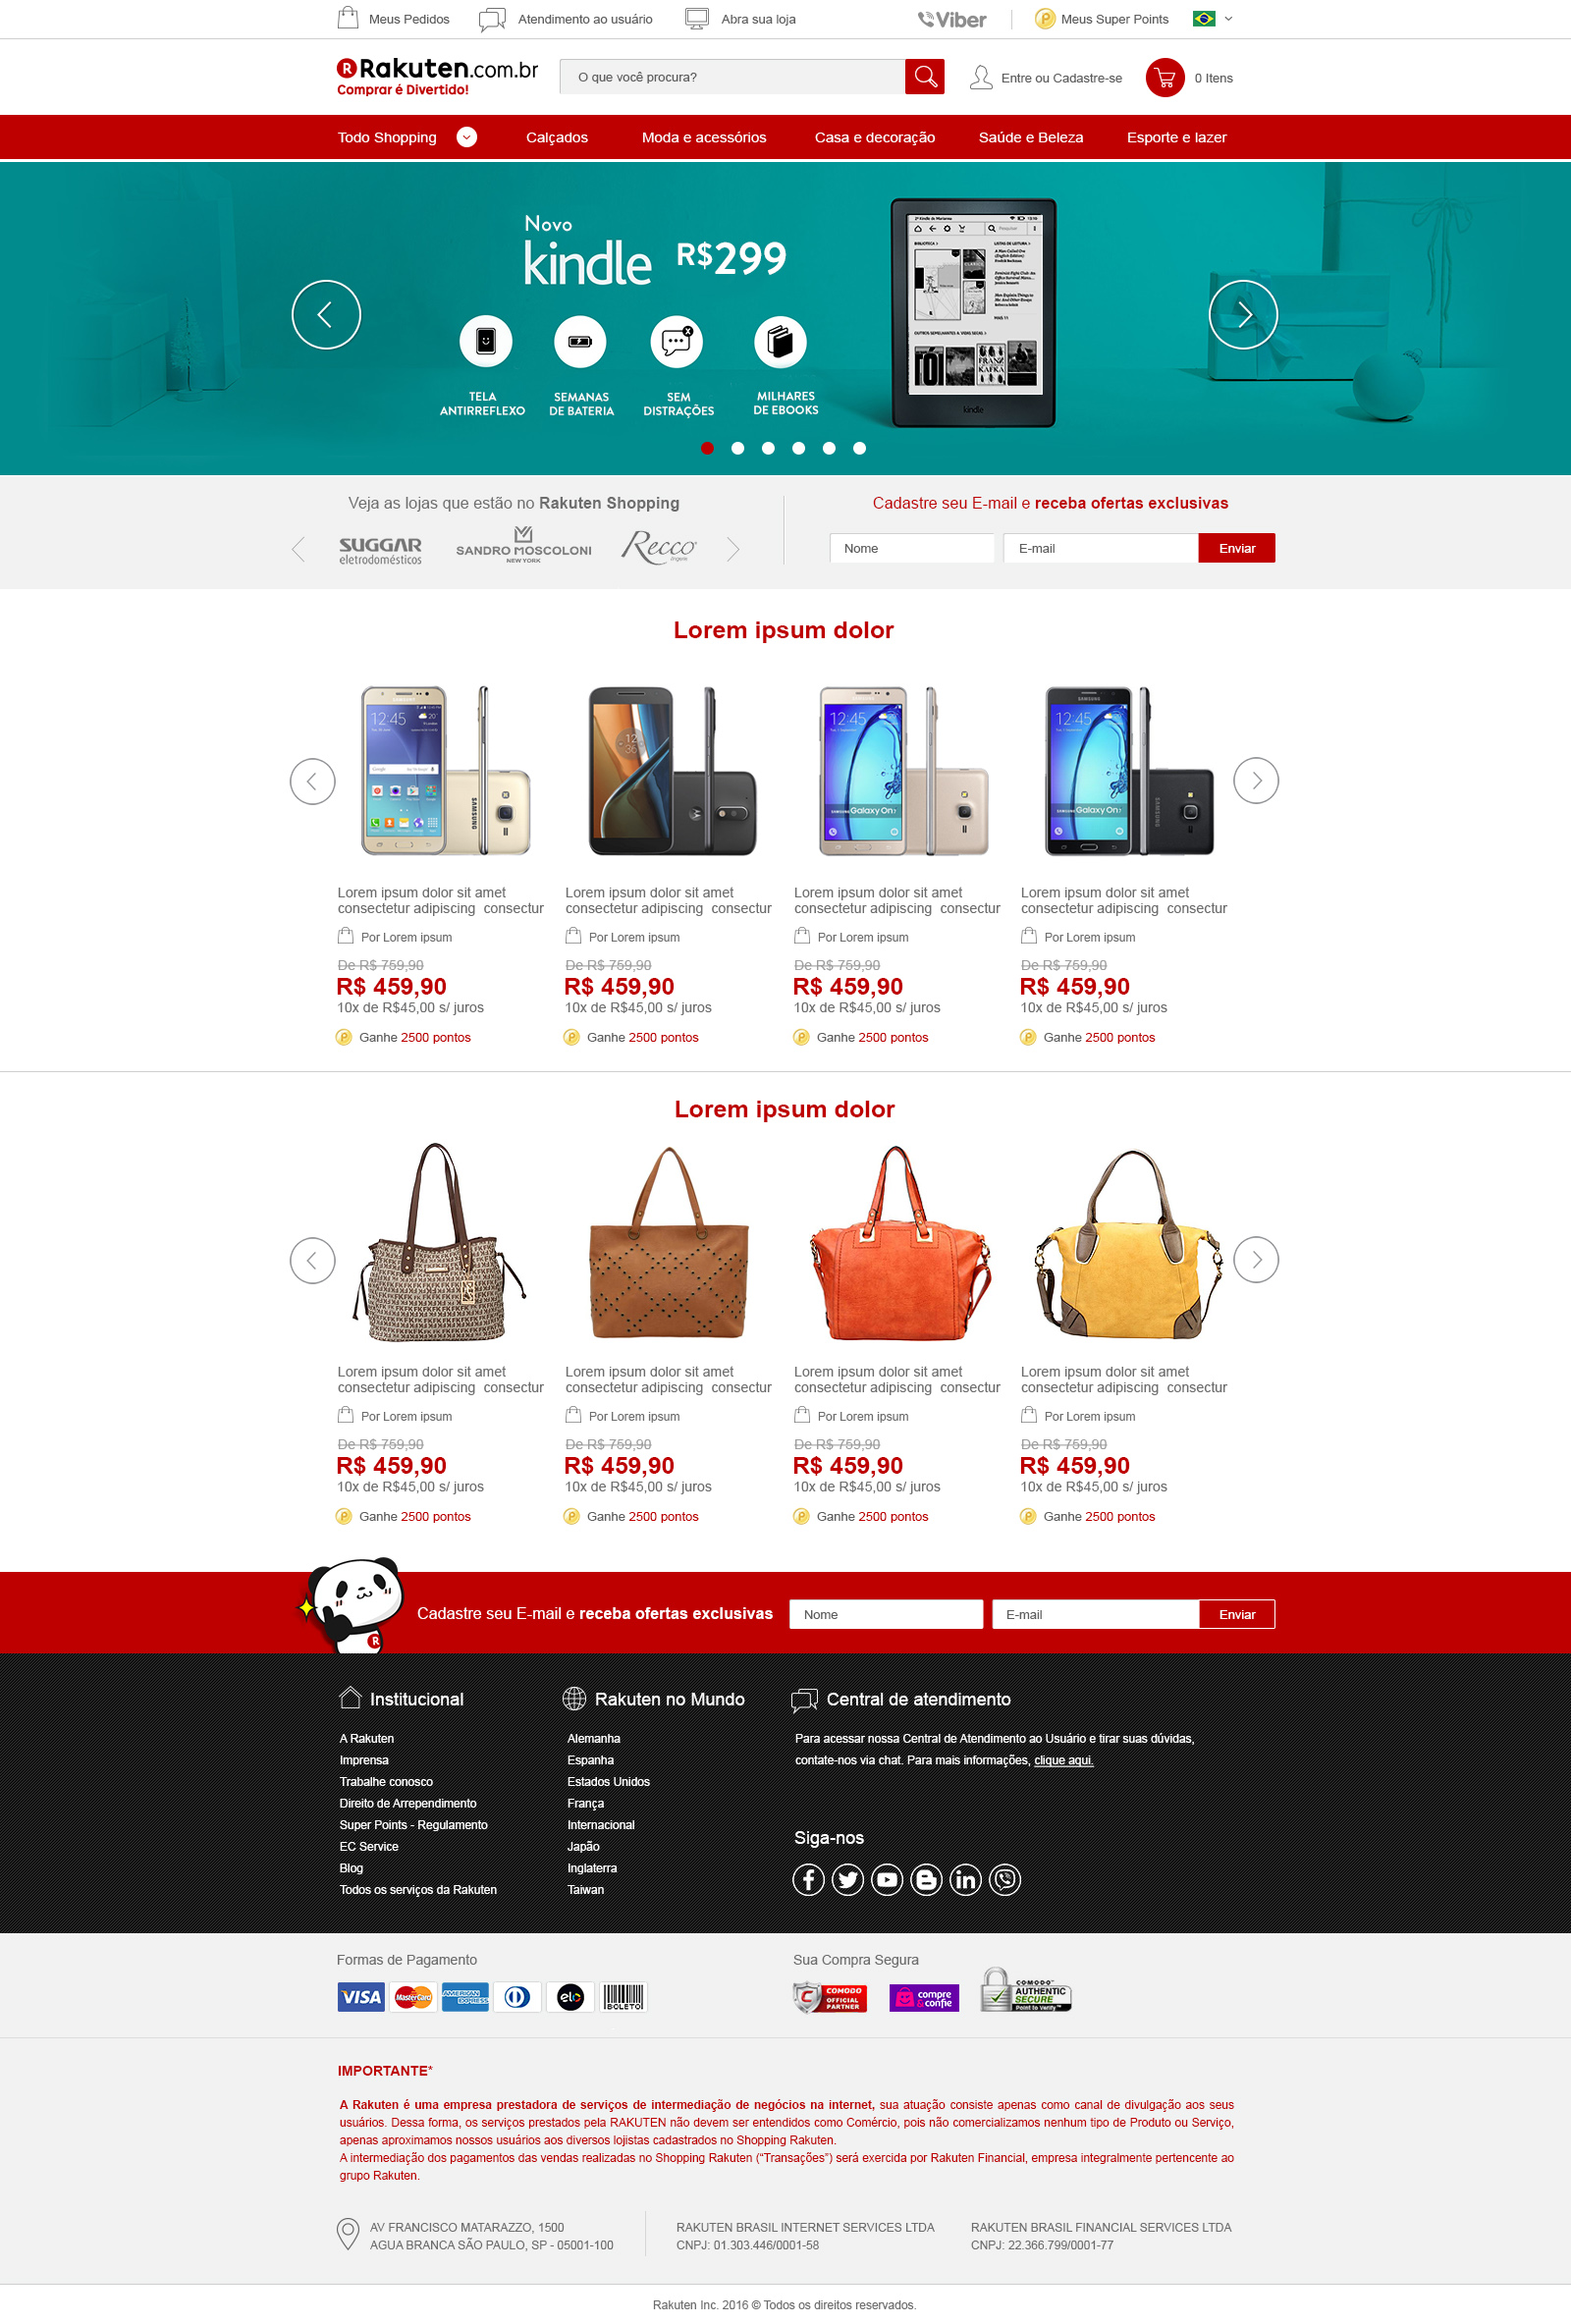 Meus Pedidos
Atendimento ao usuário
Abra sua loja
Viber
Meus Super Points
R Rakuten.com.br
Comprar é Divertido!
O que você procura?
Entre ou Cadastre-se
0 Itens
Todo Shopping
Calçados
Moda e acessórios
Casa e decoração
Saúde e Beleza
Esporte e lazer
Novo
kindle
R$299
TELA
ANTIRREFLEXO
SEMANAS
DE BATERIA
SEM
DISTRAÇÕES
MILHARES
DE EBOOKS
kindle
Veja as lojas que estão no Rakuten Shopping
SUGGAR
eletrodomésticos
SANDRO MOSCOLONI
NEW YORK
Recco
lingerie
Cadastre seu E-mail e receba ofertas exclusivas
Nome
E-mail
Enviar
Lorem ipsum dolor
12:45
SAMSUNG
12:45
Galaxy On7
SAMSUNG
12:45
Galaxy On7
SAMSUNG
Lorem ipsum dolor sit amet
consectetur adipiscing  consectur
Por Lorem ipsum
De R$ 759,90
R$ 459,90
10x de R$45,00 s/ juros
Ganhe 2500 pontos
Lorem ipsum dolor sit amet
consectetur adipiscing  consectur
Por Lorem ipsum
De R$ 759,90
R$ 459,90
10x de R$45,00 s/ juros
Ganhe 2500 pontos
Lorem ipsum dolor sit amet
consectetur adipiscing  consectur
Por Lorem ipsum
De R$ 759,90
R$ 459,90
10x de R$45,00 s/ juros
Ganhe 2500 pontos
Lorem ipsum dolor sit amet
consectetur adipiscing  consectur
Por Lorem ipsum
De R$ 759,90
R$ 459,90
10x de R$45,00 s/ juros
Ganhe 2500 pontos
Lorem ipsum dolor
Lorem ipsum dolor sit amet
consectetur adipiscing  consectur
Por Lorem ipsum
De R$ 759,90
R$ 459,90
10x de R$45,00 s/ juros
Ganhe 2500 pontos
Lorem ipsum dolor sit amet
consectetur adipiscing  consectur
Por Lorem ipsum
De R$ 759,90
R$ 459,90
10x de R$45,00 s/ juros
Ganhe 2500 pontos
Lorem ipsum dolor sit amet
consectetur adipiscing  consectur
Por Lorem ipsum
De R$ 759,90
R$ 459,90
10x de R$45,00 s/ juros
Ganhe 2500 pontos
Lorem ipsum dolor sit amet
consectetur adipiscing  consectur
Por Lorem ipsum
De R$ 759,90
R$ 459,90
10x de R$45,00 s/ juros
Ganhe 2500 pontos
Cadastre seu E-mail e receba ofertas exclusivas
Nome
E-mail
Enviar
Institucional
A Rakuten
Imprensa
Trabalhe conosco
Direito de Arrependimento
Super Points - Regulamento
EC Service
Blog
Todos os serviços da Rakuten
Rakuten no Mundo
Alemanha
Espanha
Estados Unidos
França
Internacional
Japão
Inglaterra
Taiwan
Central de atendimento
Para acessar nossa Central de Atendimento ao Usuário e tirar suas dúvidas,
contate-nos via chat. Para mais informações, clique aqui.
Siga-nos
Formas de Pagamento
VISA
MasterCard
AMERICAN EXPRESS
elo
BOLETO
Sua Compra Segura
COMODO
OFFICIAL
PARTNER
compre
&confie
COMODO
AUTHENTIC
SECURE
Point to Verify™
IMPORTANTE*
A Rakuten é uma empresa prestadora de serviços de intermediação de negócios na internet, sua atuação consiste apenas como canal de divulgação aos seus
usuários. Dessa forma, os serviços prestados pela RAKUTEN não devem ser entendidos como Comércio, pois não comercializamos nenhum tipo de Produto ou Serviço,
apenas aproximamos nossos usuários aos diversos lojistas cadastrados no Shopping Rakuten.
A intermediação dos pagamentos das vendas realizadas no Shopping Rakuten (“Transações”) será exercida por Rakuten Financial, empresa integralmente pertencente ao
grupo Rakuten.
AV FRANCISCO MATARAZZO, 1500
AGUA BRANCA SÃO PAULO, SP - 05001-100
RAKUTEN BRASIL INTERNET SERVICES LTDA
CNPJ: 01.303.446/0001-58
RAKUTEN BRASIL FINANCIAL SERVICES LTDA
CNPJ: 22.366.799/0001-77
Rakuten Inc. 2016 © Todos os direitos reservados.